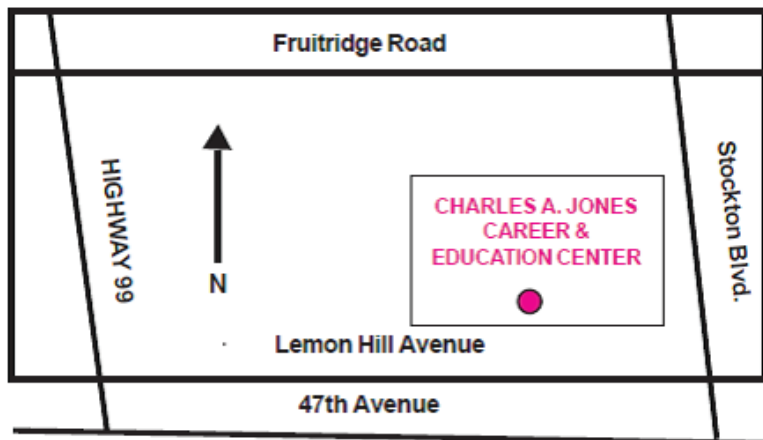 Fruitridge Road
HIGHWAY 99
N
CHARLES A. JONES
CAREER &
EDUCATION CENTER
Stockton Blvd.
Lemon Hill Avenue
47th Avenue